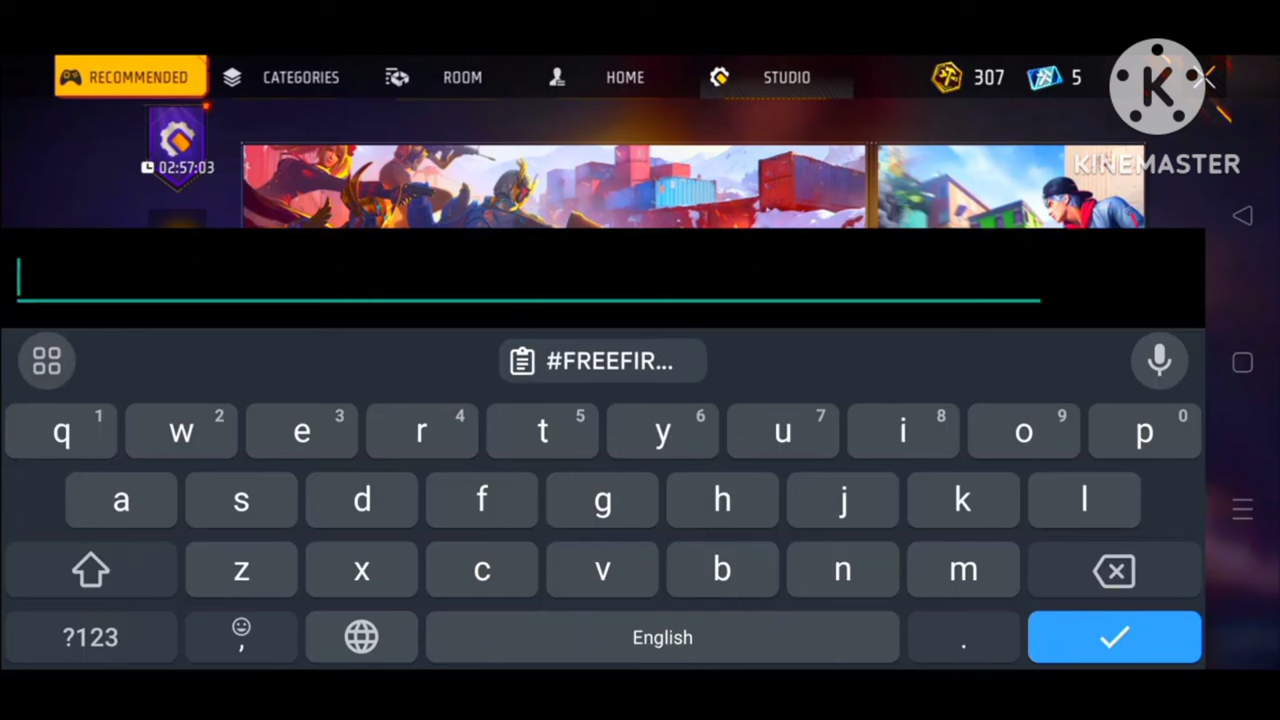 RECOMMENDED CATEGORIES ROOM HOME STUDIO 307 5
K
KINEMASTER
02:57:03
#FREEFIR...
q 1 w 2 e 3 r 4 t 5 y 6 u 7 i 8 o 9 p 0
a s d f g h j k l
z x c v b n m
?123 , English .